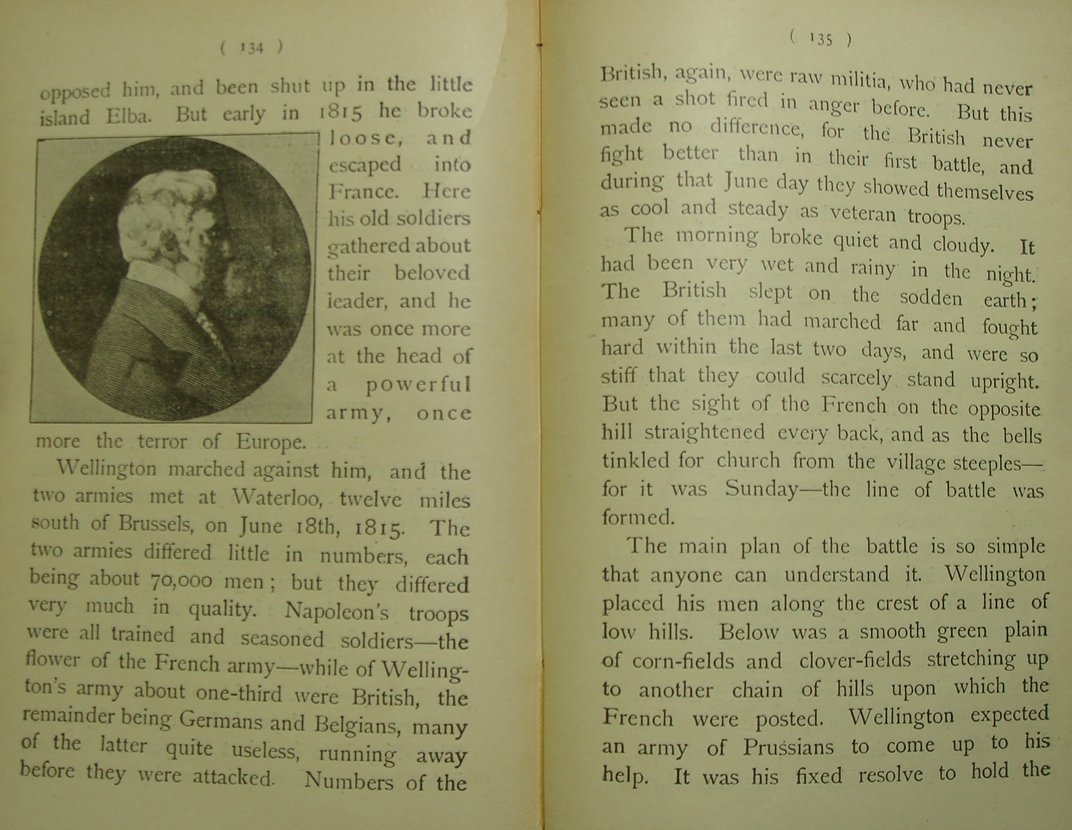 ( 134 )
opposed him, and been shut up in the little
island Elba. But early in 1815 he broke
loose, and
escaped into
France. Here
his old soldiers
gathered about
their beloved
leader, and he
was once more
at the head of
a powerful
army, once
more the terror of Europe.
Wellington marched against him, and the
two armies met at Waterloo, twelve miles
south of Brussels, on June 18th, 1815. The
two armies differed little in numbers, each
being about 70,000 men; but they differed
very much in quality. Napoleon's troops
were all trained and seasoned soldiers—the
flower of the French army—while of Welling-
ton's army about one-third were British, the
remainder being Germans and Belgians, many
of the latter quite useless, running away
before they were attacked. Numbers of the
( 135 )
British, again, were raw militia, who had never
seen a shot fired in anger before. But this
made no difference, for the British never
fight better than in their first battle, and
during that June day they showed themselves
as cool and steady as veteran troops.
The morning broke quiet and cloudy. It
had been very wet and rainy in the night.
The British slept on the sodden earth;
many of them had marched far and fought
hard within the last two days, and were so
stiff that they could scarcely stand upright.
But the sight of the French on the opposite
hill straightened every back, and as the bells
tinkled for church from the village steeples—
for it was Sunday—the line of battle was
formed.
The main plan of the battle is so simple
that anyone can understand it. Wellington
placed his men along the crest of a line of
low hills. Below was a smooth green plain
of corn-fields and clover-fields stretching up
to another chain of hills upon which the
French were posted. Wellington expected
an army of Prussians to come up to his
help. It was his fixed resolve to hold the